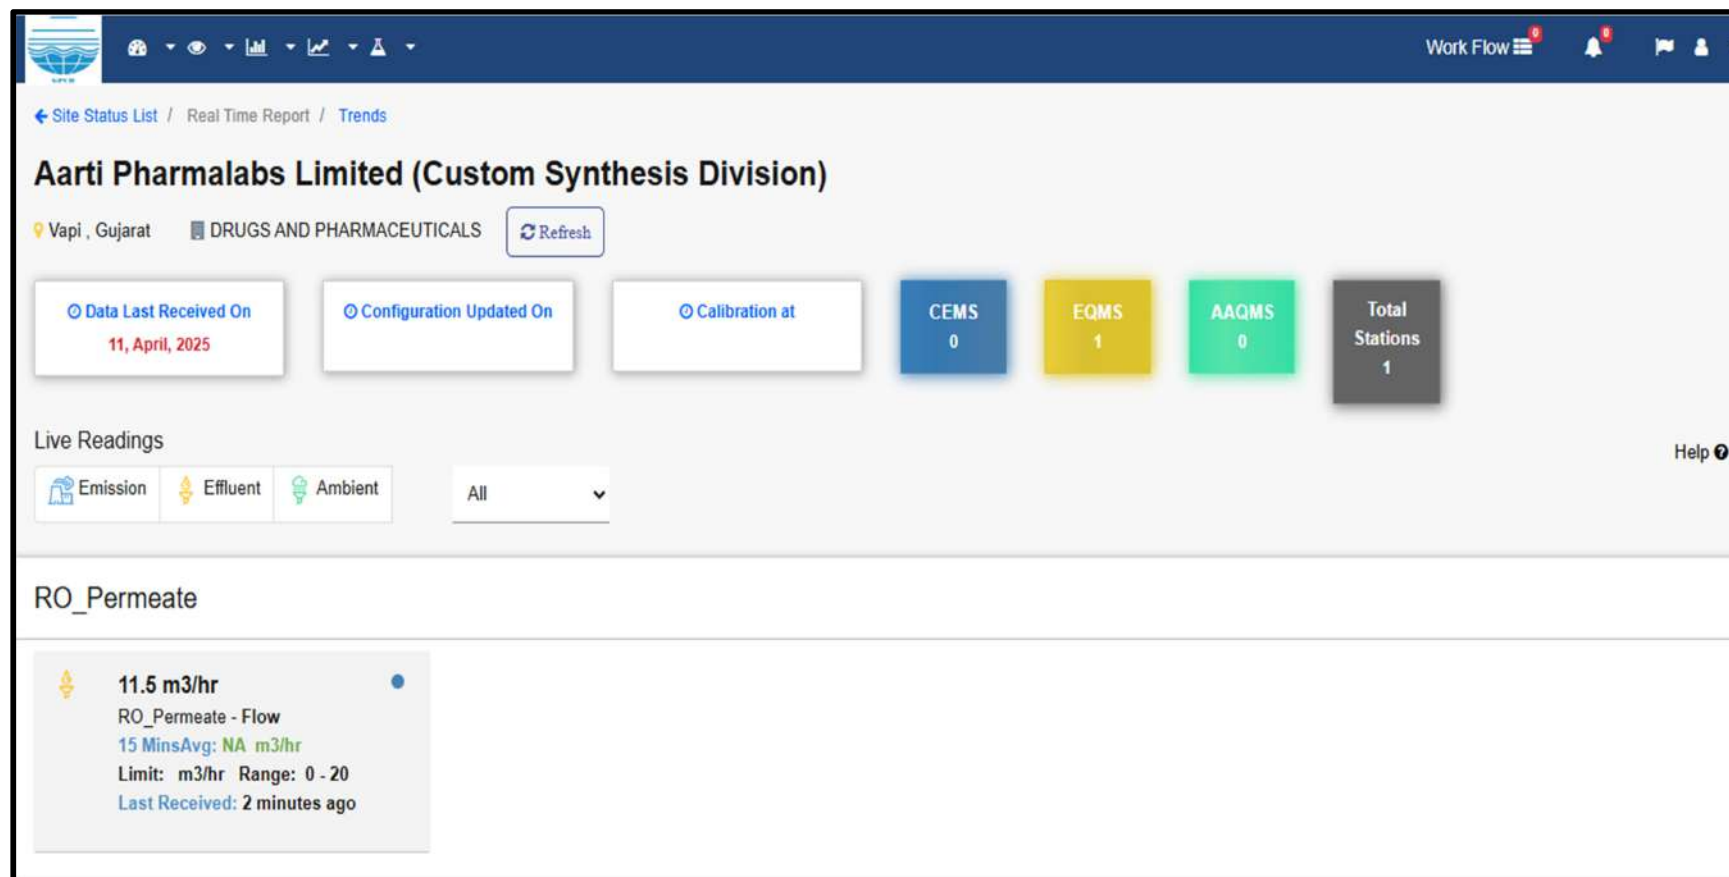 Work Flow 0 0
Site Status List / Real Time Report / Trends
Aarti Pharmalabs Limited (Custom Synthesis Division)
Vapi , Gujarat DRUGS AND PHARMACEUTICALS Refresh
Data Last Received On
11, April, 2025
Configuration Updated On
Calibration at
CEMS
0
EQMS
1
AAQMS
0
Total
Stations
1
Live Readings
Help
Emission Effluent Ambient All
RO_Permeate
11.5 m3/hr
RO_Permeate - Flow
15 MinsAvg: NA m3/hr
Limit: m3/hr Range: 0 - 20
Last Received: 2 minutes ago